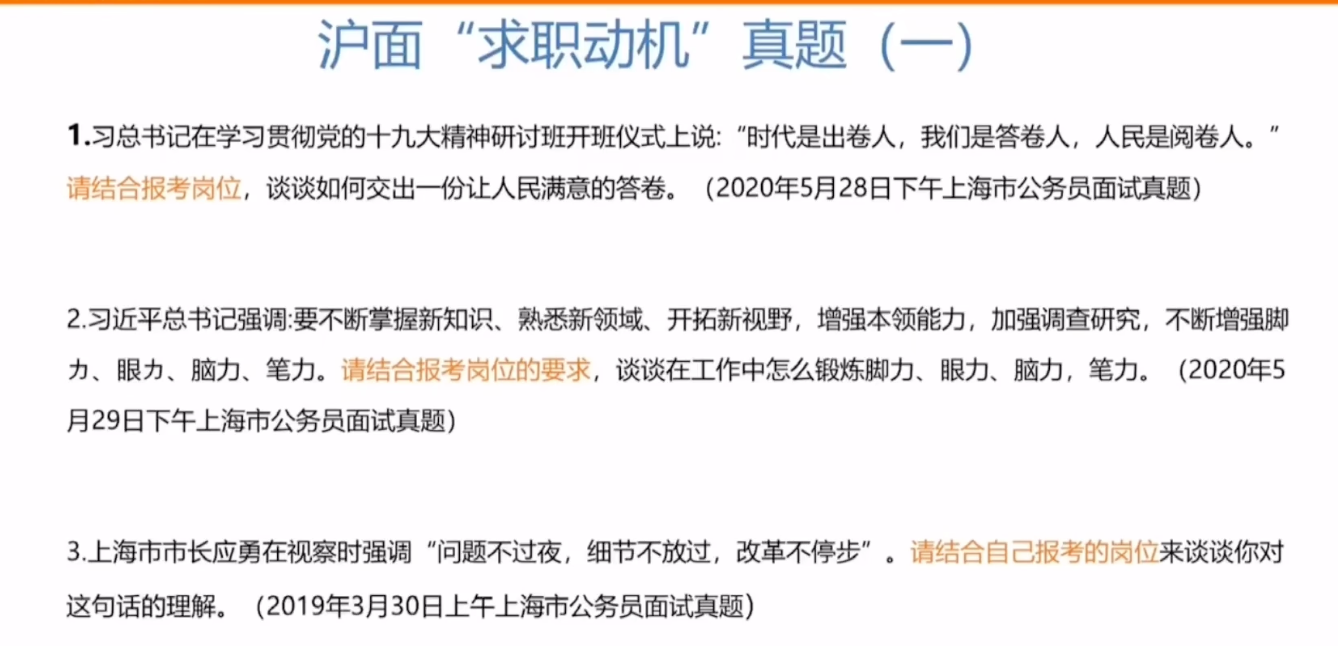 沪面“求职动机”真题（一）
1.习总书记在学习贯彻党的十九大精神研讨班开班仪式上说:“时代是出卷人，我们是答卷人，人民是阅卷人。”
请结合报考岗位，谈谈如何交出一份让人民满意的答卷。（2020年5月28日下午上海市公务员面试真题）
2.习近平总书记强调:要不断掌握新知识、熟悉新领域、开拓新视野，增强本领能力，加强调查研究，不断增强脚
力、眼力、脑力、笔力。请结合报考岗位的要求，谈谈在工作中怎么锻炼脚力、眼力、脑力，笔力。（2020年5
月29日下午上海市公务员面试真题）
3.上海市市长应勇在视察时强调“问题不过夜，细节不放过，改革不停步”。请结合自己报考的岗位来谈谈你对
这句话的理解。（2019年3月30日上午上海市公务员面试真题）